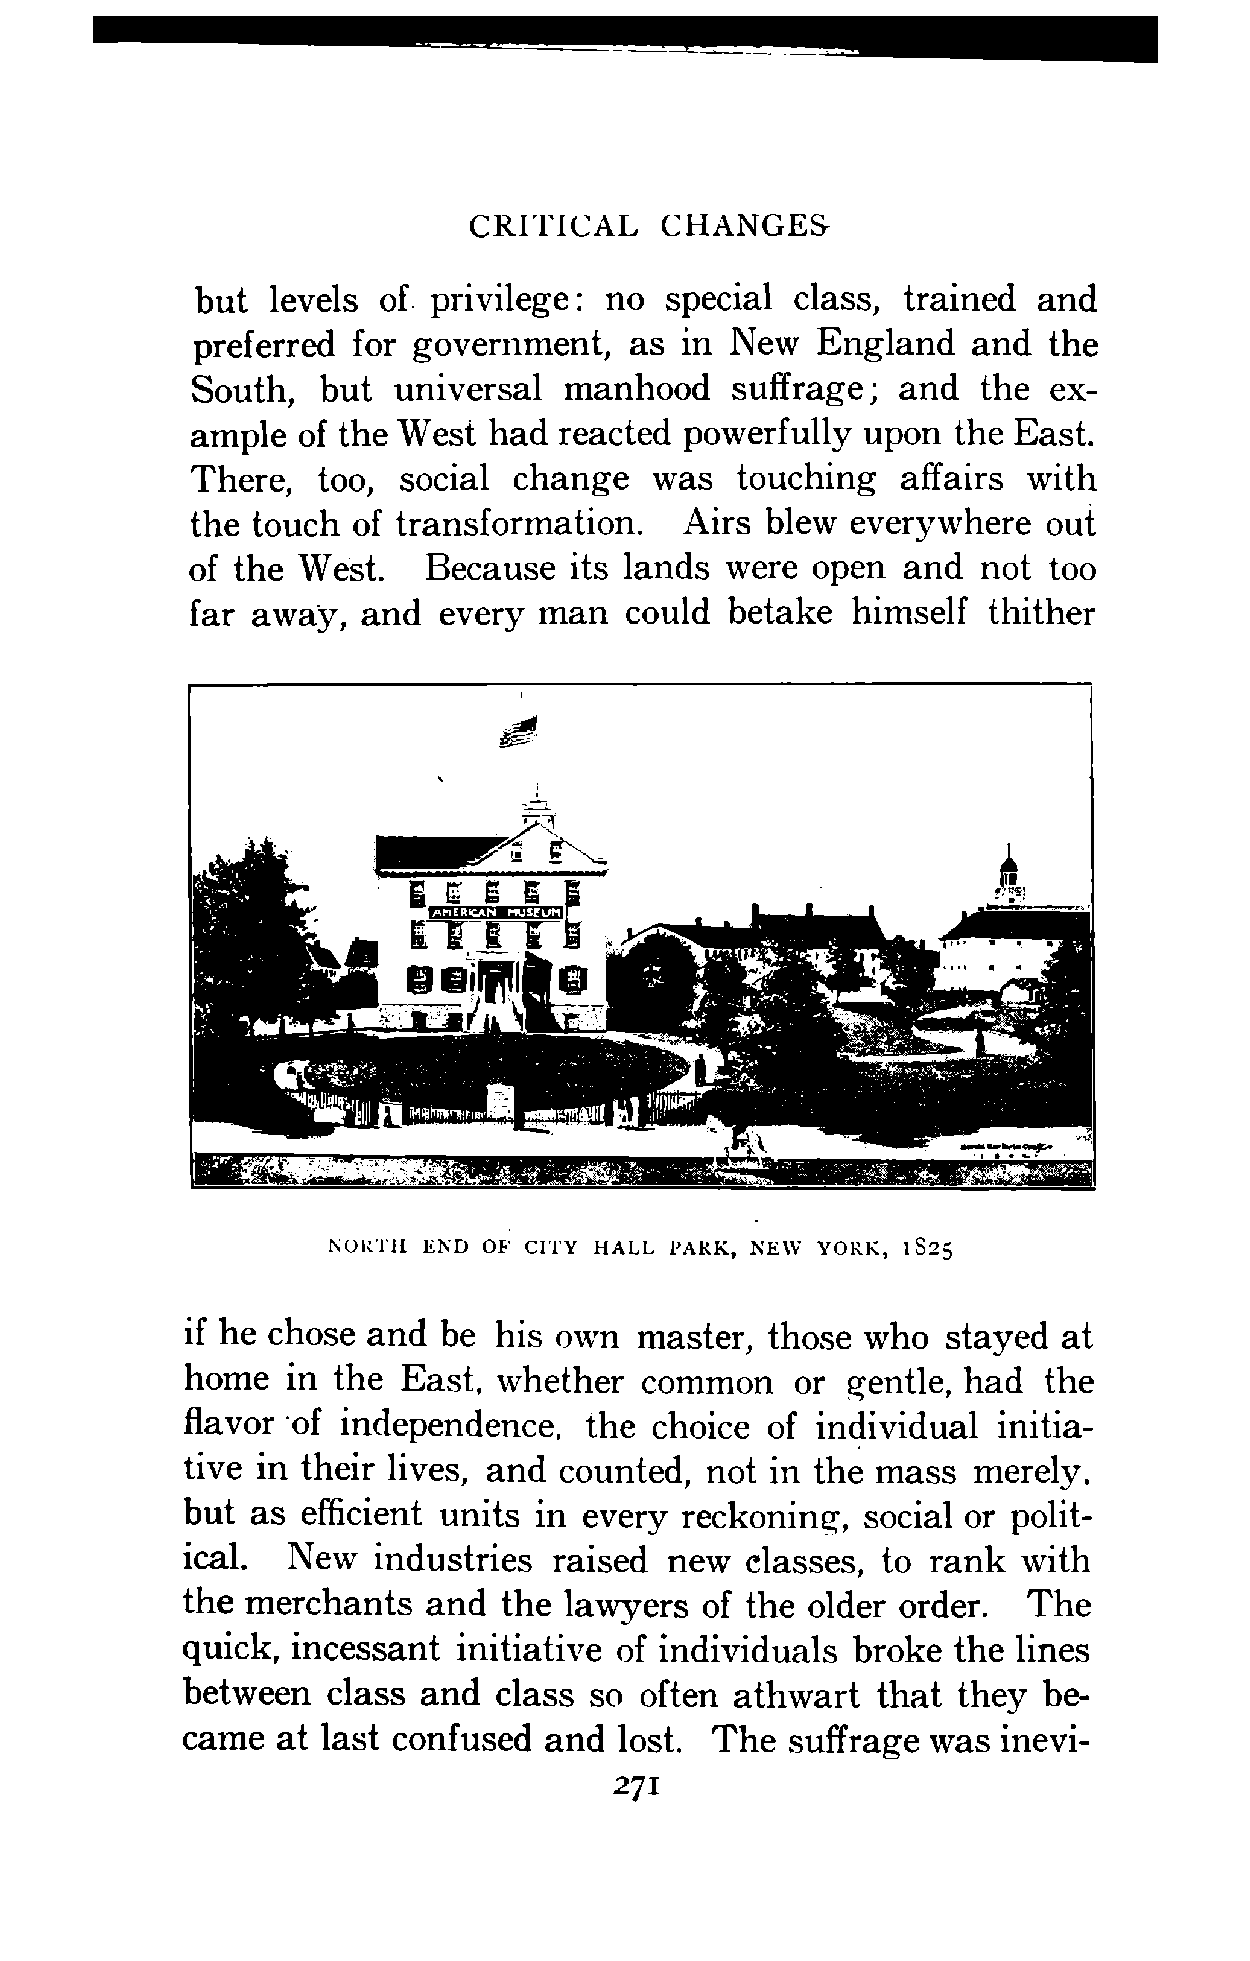 CRITICAL CHANGES
but levels of privilege: no special class, trained and
preferred for government, as in New England and the
South, but universal manhood suffrage; and the ex-
ample of the West had reacted powerfully upon the East.
There, too, social change was touching affairs with
the touch of transformation. Airs blew everywhere out
of the West. Because its lands were open and not too
far away, and every man could betake himself thither
AMERICAN MUSEUM
NORTH END OF CITY HALL PARK, NEW YORK, 1825
if he chose and be his own master, those who stayed at
home in the East, whether common or gentle, had the
flavor of independence, the choice of individual initia-
tive in their lives, and counted, not in the mass merely,
but as efficient units in every reckoning, social or polit-
ical. New industries raised new classes, to rank with
the merchants and the lawyers of the older order. The
quick, incessant initiative of individuals broke the lines
between class and class so often athwart that they be-
came at last confused and lost. The suffrage was inevi-
271